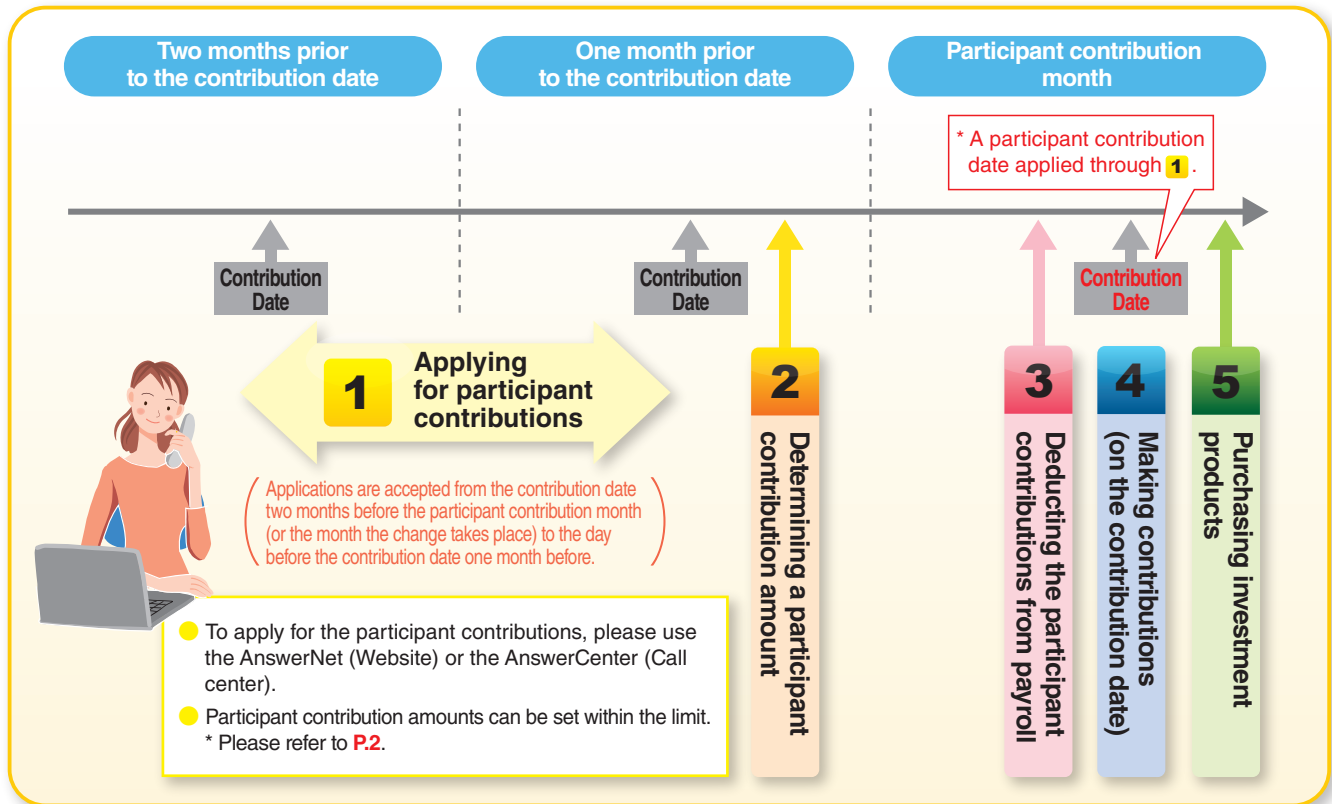 Two months prior
to the contribution date
One month prior
to the contribution date
Participant contribution
month
* A participant contribution
date applied through 1 .
Contribution
Date
Contribution
Date
Contribution
Date
1
Applying
for participant
contributions
(Applications are accepted from the contribution date
two months before the participant contribution month
(or the month the change takes place) to the day
before the contribution date one month before.)
● To apply for the participant contributions, please use
the AnswerNet (Website) or the AnswerCenter (Call
center).
● Participant contribution amounts can be set within the limit.
* Please refer to P.2.
2
Determining a participant
contribution amount
3
Deducting the participant
contributions from payroll
4
Making contributions
(on the contribution date)
5
Purchasing investment
products